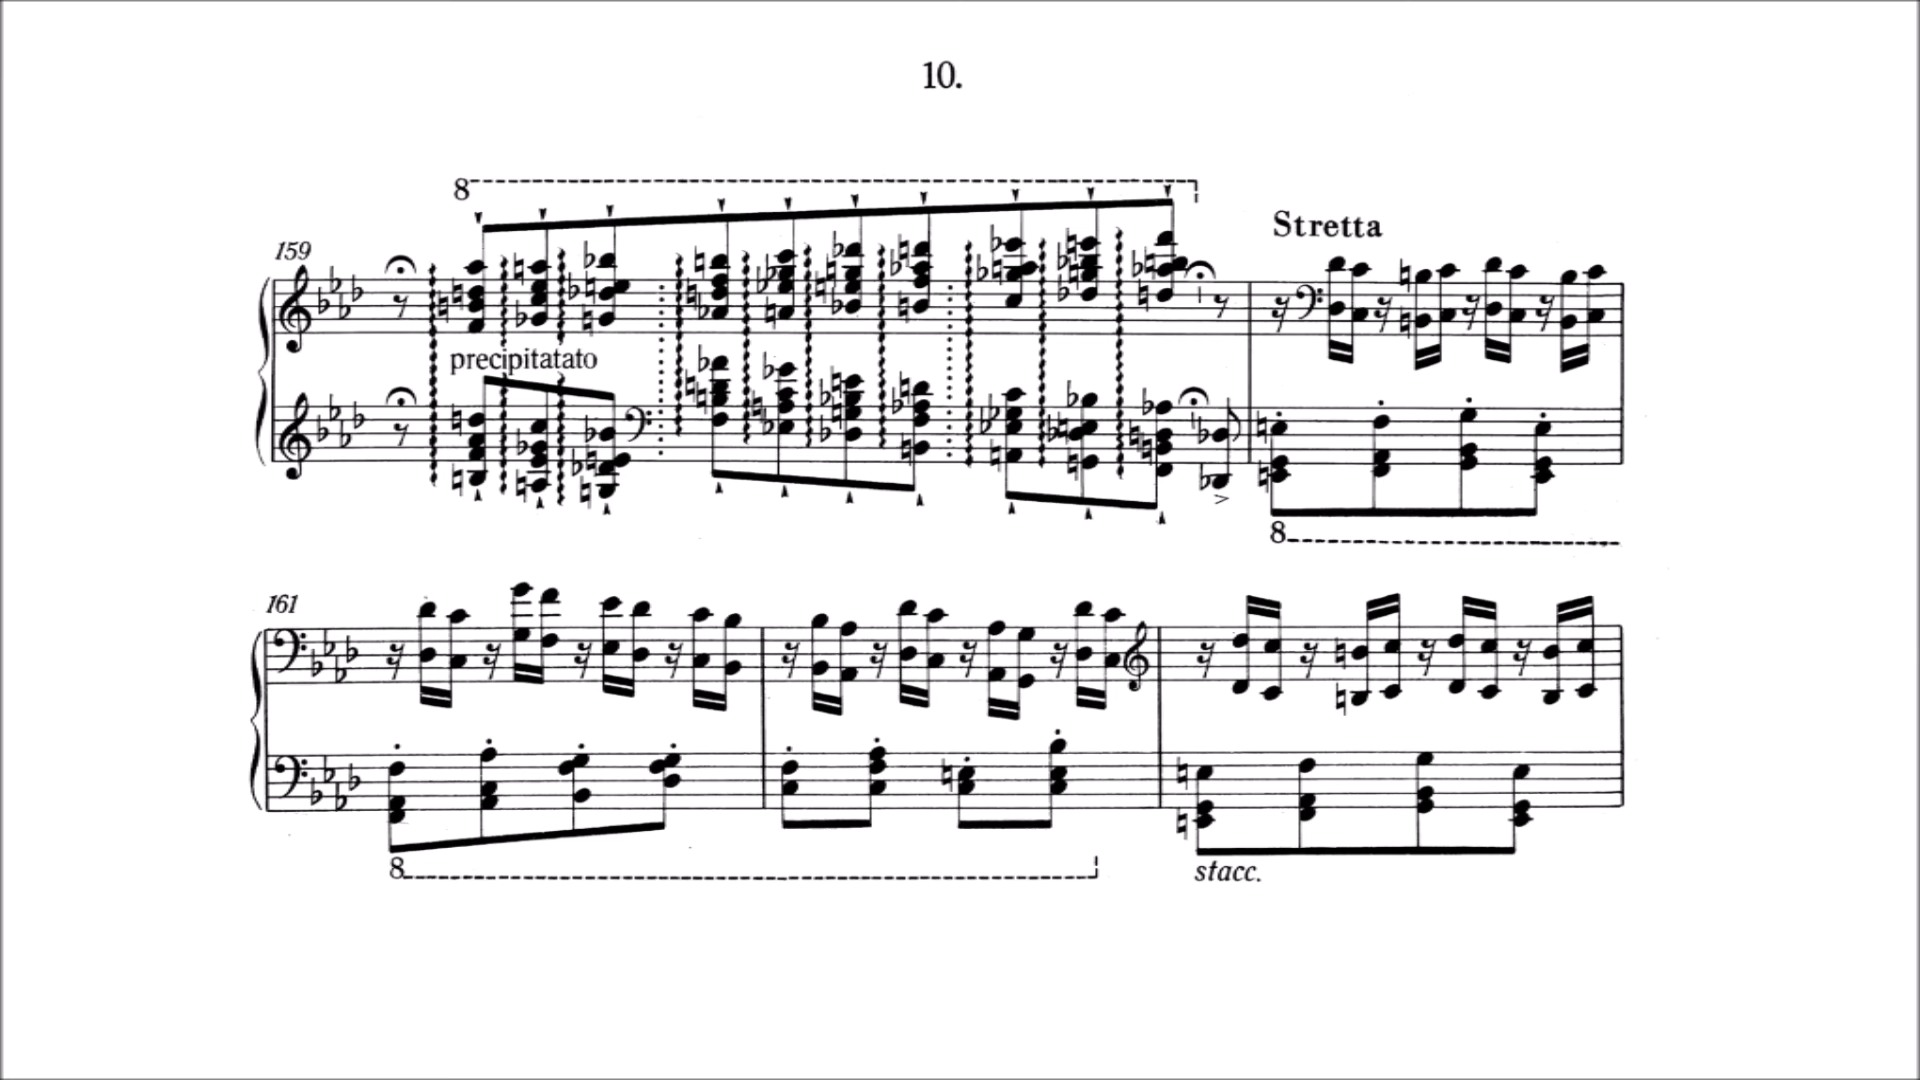 10.
8
Stretta
159
precipitatato
8
161
8
stacc.